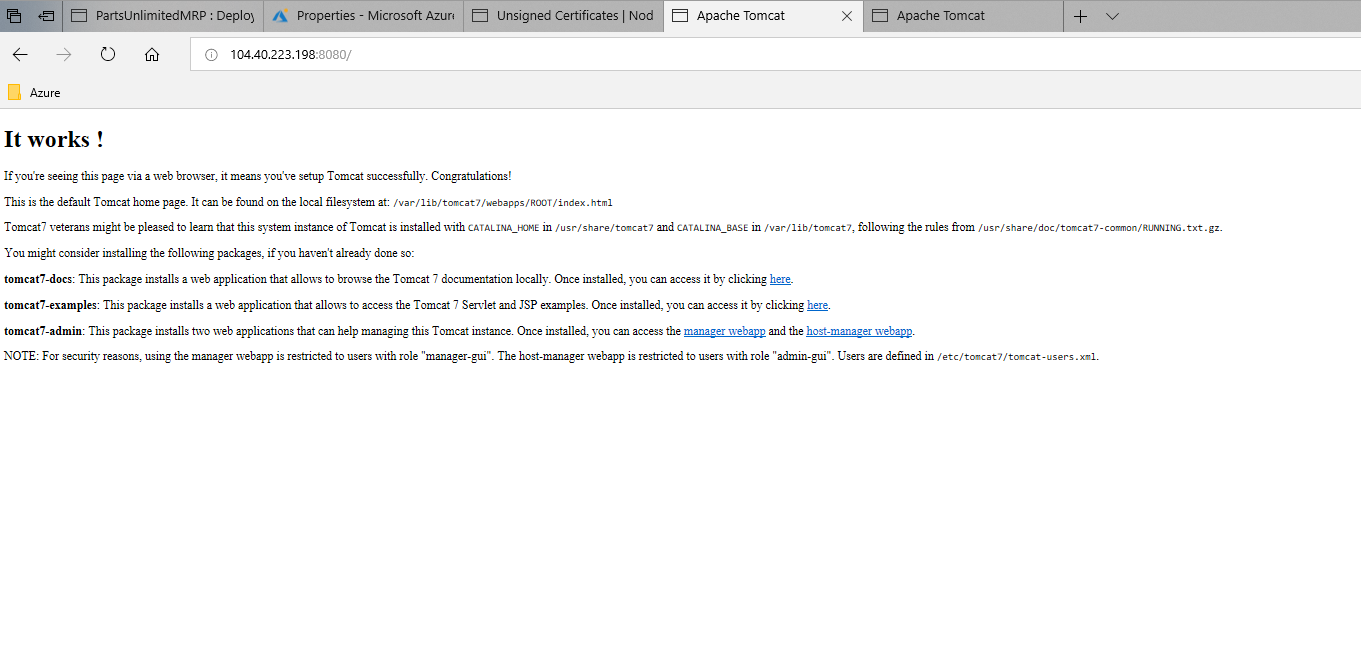 PartsUnlimitedMRP : Deploy Properties - Microsoft Azure Unsigned Certificates | Nod Apache Tomcat Apache Tomcat
104.40.223.198:8080/
Azure
It works !
If you're seeing this page via a web browser, it means you've setup Tomcat successfully. Congratulations!
This is the default Tomcat home page. It can be found on the local filesystem at: /var/lib/tomcat7/webapps/ROOT/index.html
Tomcat7 veterans might be pleased to learn that this system instance of Tomcat is installed with CATALINA_HOME in /usr/share/tomcat7 and CATALINA_BASE in /var/lib/tomcat7, following the rules from /usr/share/doc/tomcat7-common/RUNNING.txt.gz.
You might consider installing the following packages, if you haven't already done so:
tomcat7-docs: This package installs a web application that allows to browse the Tomcat 7 documentation locally. Once installed, you can access it by clicking here.
tomcat7-examples: This package installs a web application that allows to access the Tomcat 7 Servlet and JSP examples. Once installed, you can access it by clicking here.
tomcat7-admin: This package installs two web applications that can help managing this Tomcat instance. Once installed, you can access the manager webapp and the host-manager webapp.
NOTE: For security reasons, using the manager webapp is restricted to users with role "manager-gui". The host-manager webapp is restricted to users with role "admin-gui". Users are defined in /etc/tomcat7/tomcat-users.xml.